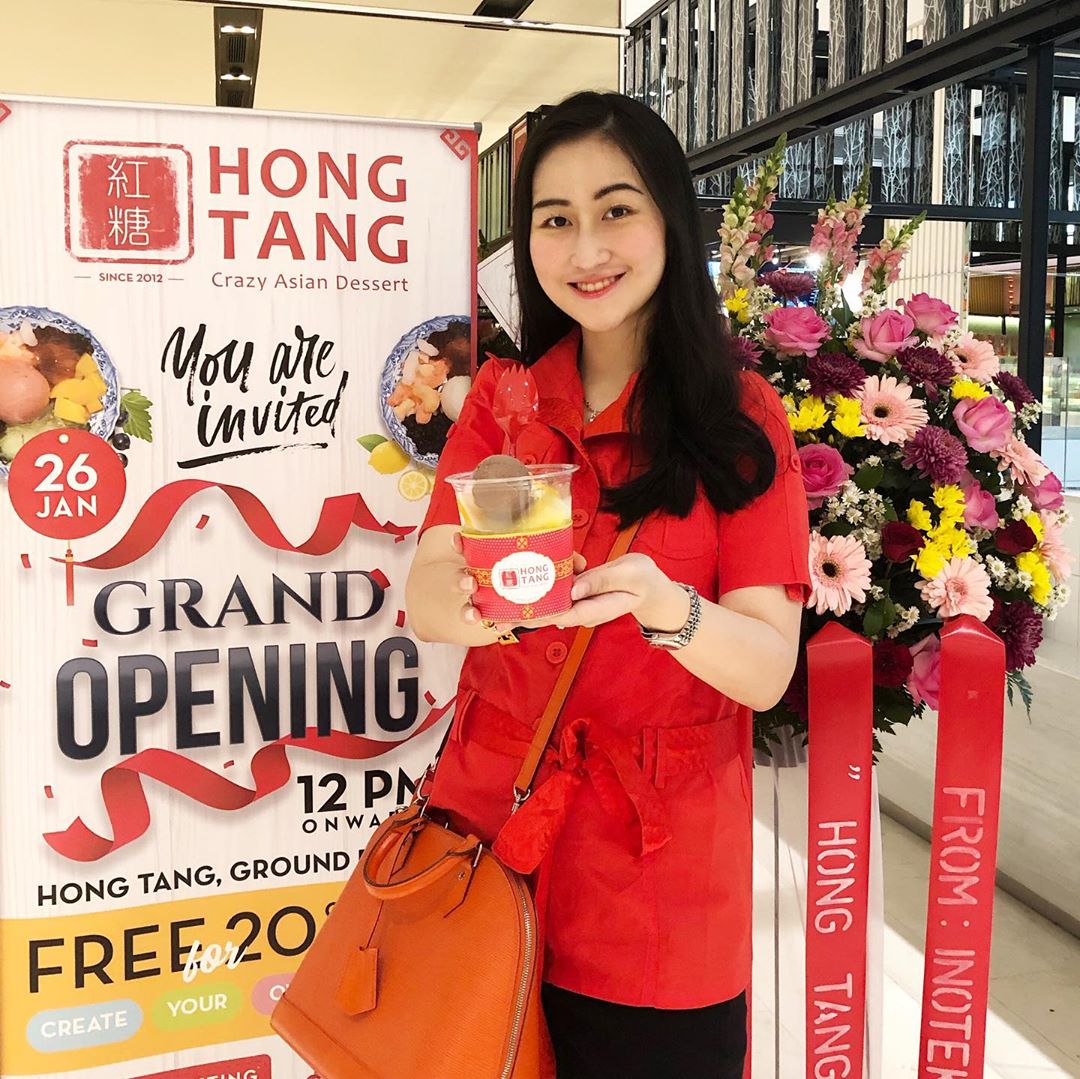 紅糖
HONG
TANG
SINCE 2012
Crazy Asian Dessert
You are
invited
26
JAN
GRAND
OPENING
12 PM
HONG TANG, GROUND
FREE for 20
CREATE YOUR
HONG
TANG
" HONG TANG
FROM: